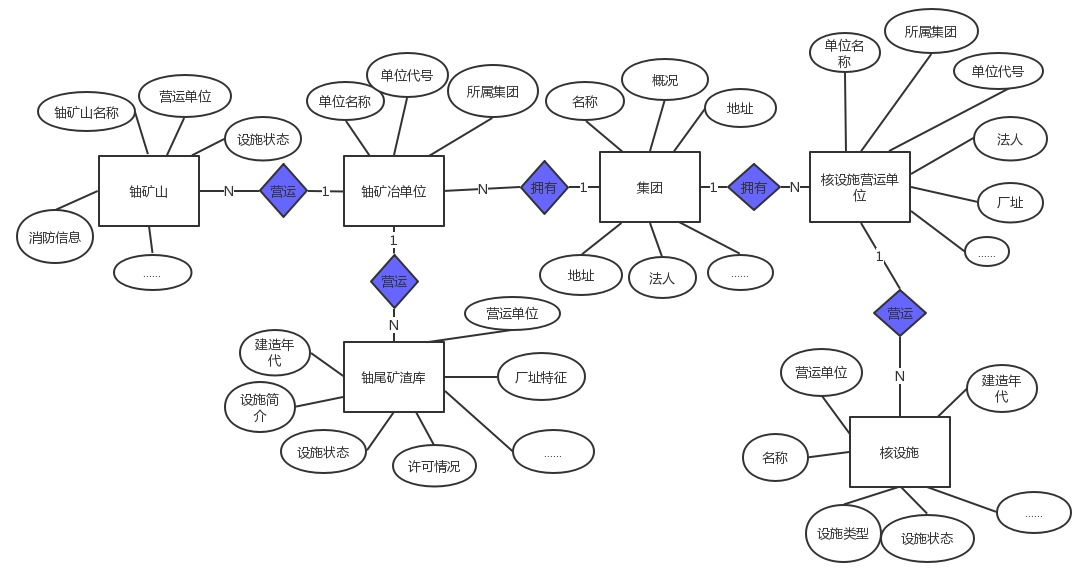 铀矿山名称
营运单位
设施状态
铀矿山
消防信息
......
N
营运
1
单位名称
单位代号
所属集团
铀矿冶单位
N
拥有
1
名称
概况
地址
集团
地址
法人
......
1
拥有
N
单位名
称
所属集团
单位代号
法人
厂址
......
核设施营运单
位
1
营运
N
1
营运
N
营运单位
建造年
代
设施简
介
铀尾矿渣库
厂址特征
设施状态
许可情况
......
营运单位
建造年
代
名称
核设施
设施类型
设施状态
......